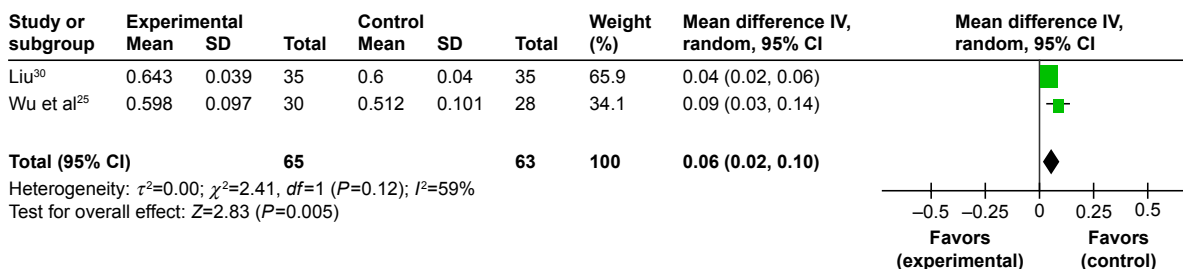 Study or Experimental Control Weight Mean difference IV, Mean difference IV,
subgroup Mean SD Total Mean SD Total (%) random, 95% CI random, 95% CI
Liu³⁰ 0.643 0.039 35 0.6 0.04 35 65.9 0.04 (0.02, 0.06)
Wu et al²⁵ 0.598 0.097 30 0.512 0.101 28 34.1 0.09 (0.03, 0.14)
Total (95% CI) 65 63 100 0.06 (0.02, 0.10)
Heterogeneity: τ²=0.00; χ²=2.41, df=1 (P=0.12); I²=59%
Test for overall effect: Z=2.83 (P=0.005)
–0.5 –0.25 0 0.25 0.5
Favors Favors
(experimental) (control)